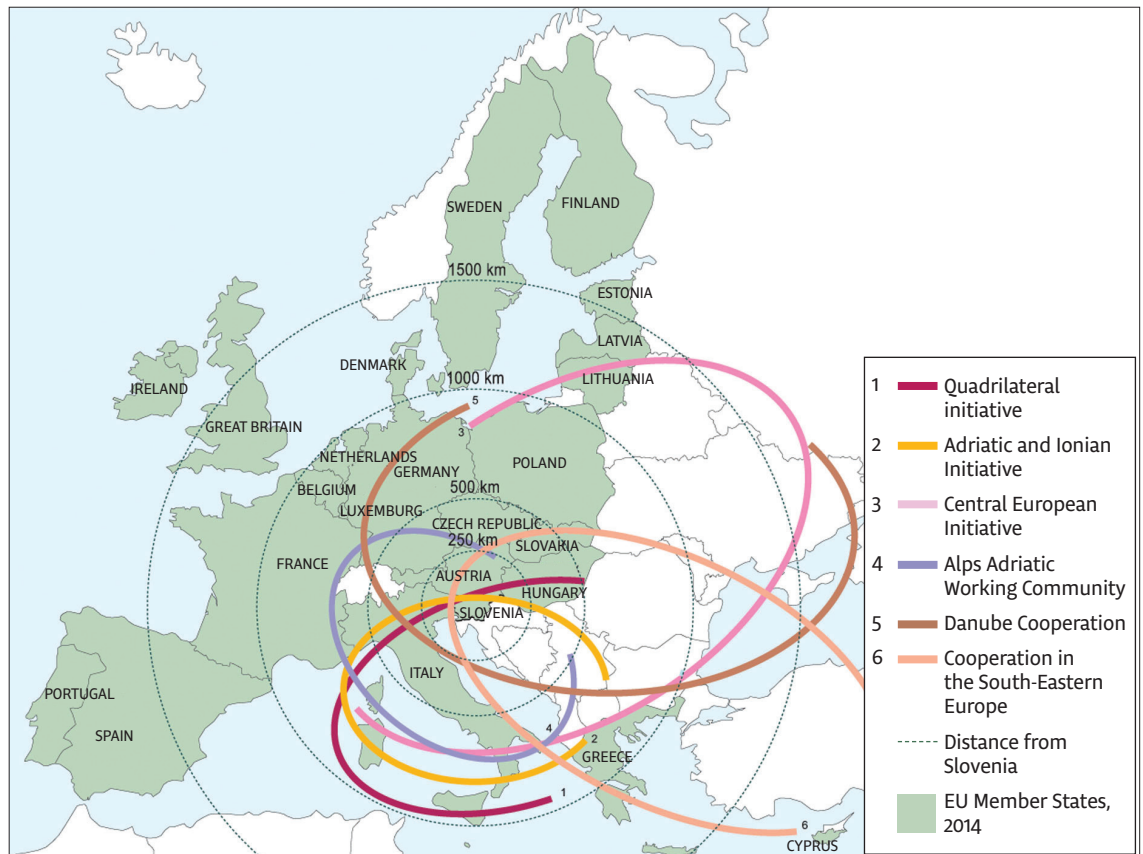 SWEDEN
FINLAND
1500 km
ESTONIA
LATVIA
DENMARK
LITHUANIA
1000 km
IRELAND
5
3
GREAT BRITAIN
NETHERLANDS
GERMANY
POLAND
BELGIUM
500 km
LUXEMBURG
CZECH REPUBLIC
250 km
SLOVAKIA
FRANCE
AUSTRIA
HUNGARY
SLOVENIA
ITALY
PORTUGAL
SPAIN
4
2
GREECE
1
6
CYPRUS
1 Quadrilateral
initiative
2 Adriatic and Ionian
Initiative
3 Central European
Initiative
4 Alps Adriatic
Working Community
5 Danube Cooperation
6 Cooperation in
the South-Eastern
Europe
Distance from
Slovenia
EU Member States,
2014